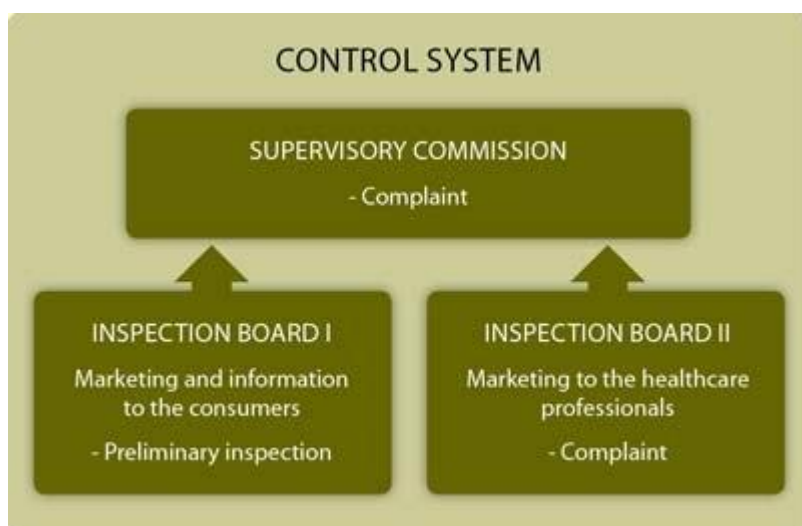 CONTROL SYSTEM
SUPERVISORY COMMISSION
- Complaint
INSPECTION BOARD I
Marketing and information
to the consumers
- Preliminary inspection
INSPECTION BOARD II
Marketing to the healthcare
professionals
- Complaint